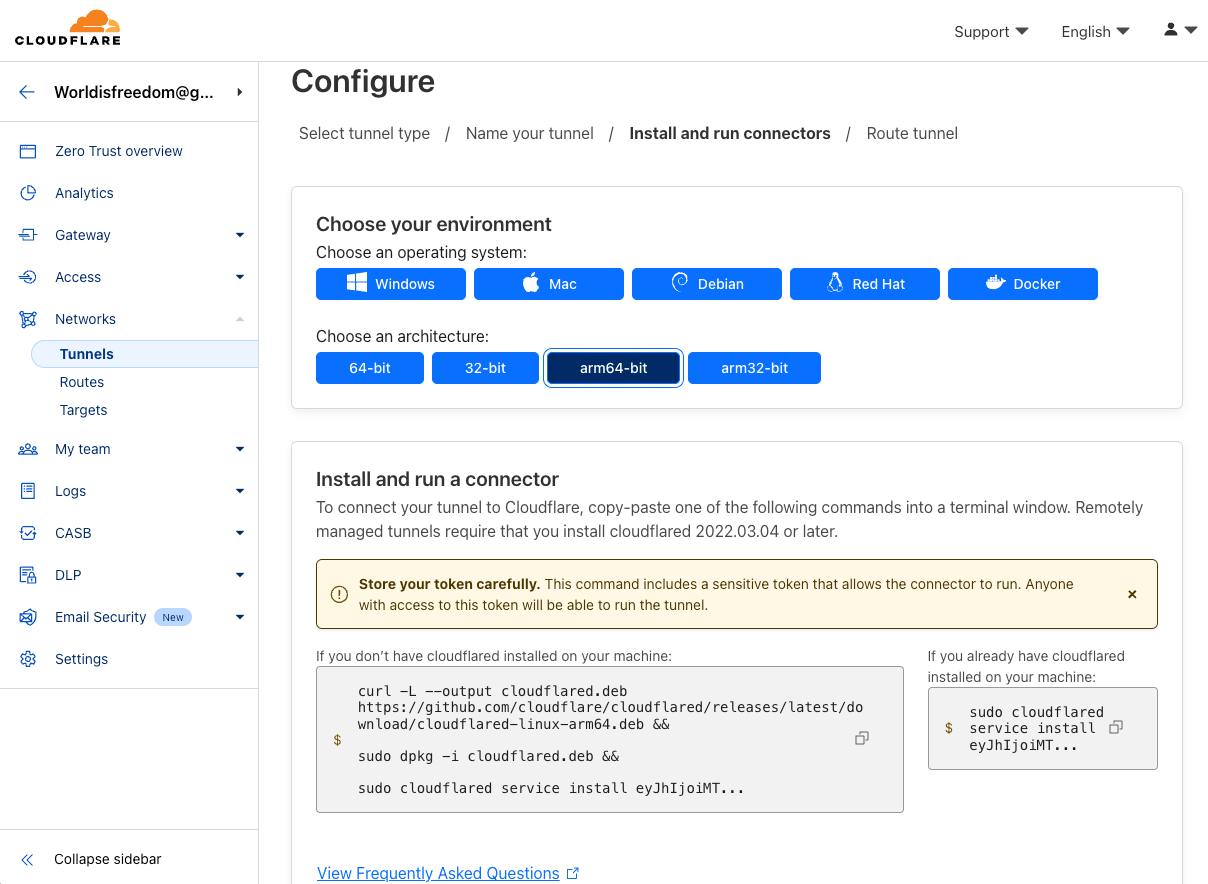 CLOUDFLARE
Support
English
Worldisfreedom@g...
Zero Trust overview
Analytics
Gateway
Access
Networks
Tunnels
Routes
Targets
My team
Logs
CASB
DLP
Email Security New
Settings
Collapse sidebar
Configure
Select tunnel type / Name your tunnel / Install and run connectors / Route tunnel
Choose your environment
Choose an operating system:
Windows Mac Debian Red Hat Docker
Choose an architecture:
64-bit 32-bit arm64-bit arm32-bit
Install and run a connector
To connect your tunnel to Cloudflare, copy-paste one of the following commands into a terminal window. Remotely
managed tunnels require that you install cloudflared 2022.03.04 or later.
Store your token carefully. This command includes a sensitive token that allows the connector to run. Anyone
with access to this token will be able to run the tunnel.
If you don’t have cloudflared installed on your machine:
$
curl -L --output cloudflared.deb
https://github.com/cloudflare/cloudflared/releases/latest/do
wnload/cloudflared-linux-arm64.deb &&
sudo dpkg -i cloudflared.deb &&
sudo cloudflared service install eyJhIjoiMT...
If you already have cloudflared
installed on your machine:
$
sudo cloudflared
service install
eyJhIjoiMT...
View Frequently Asked Questions